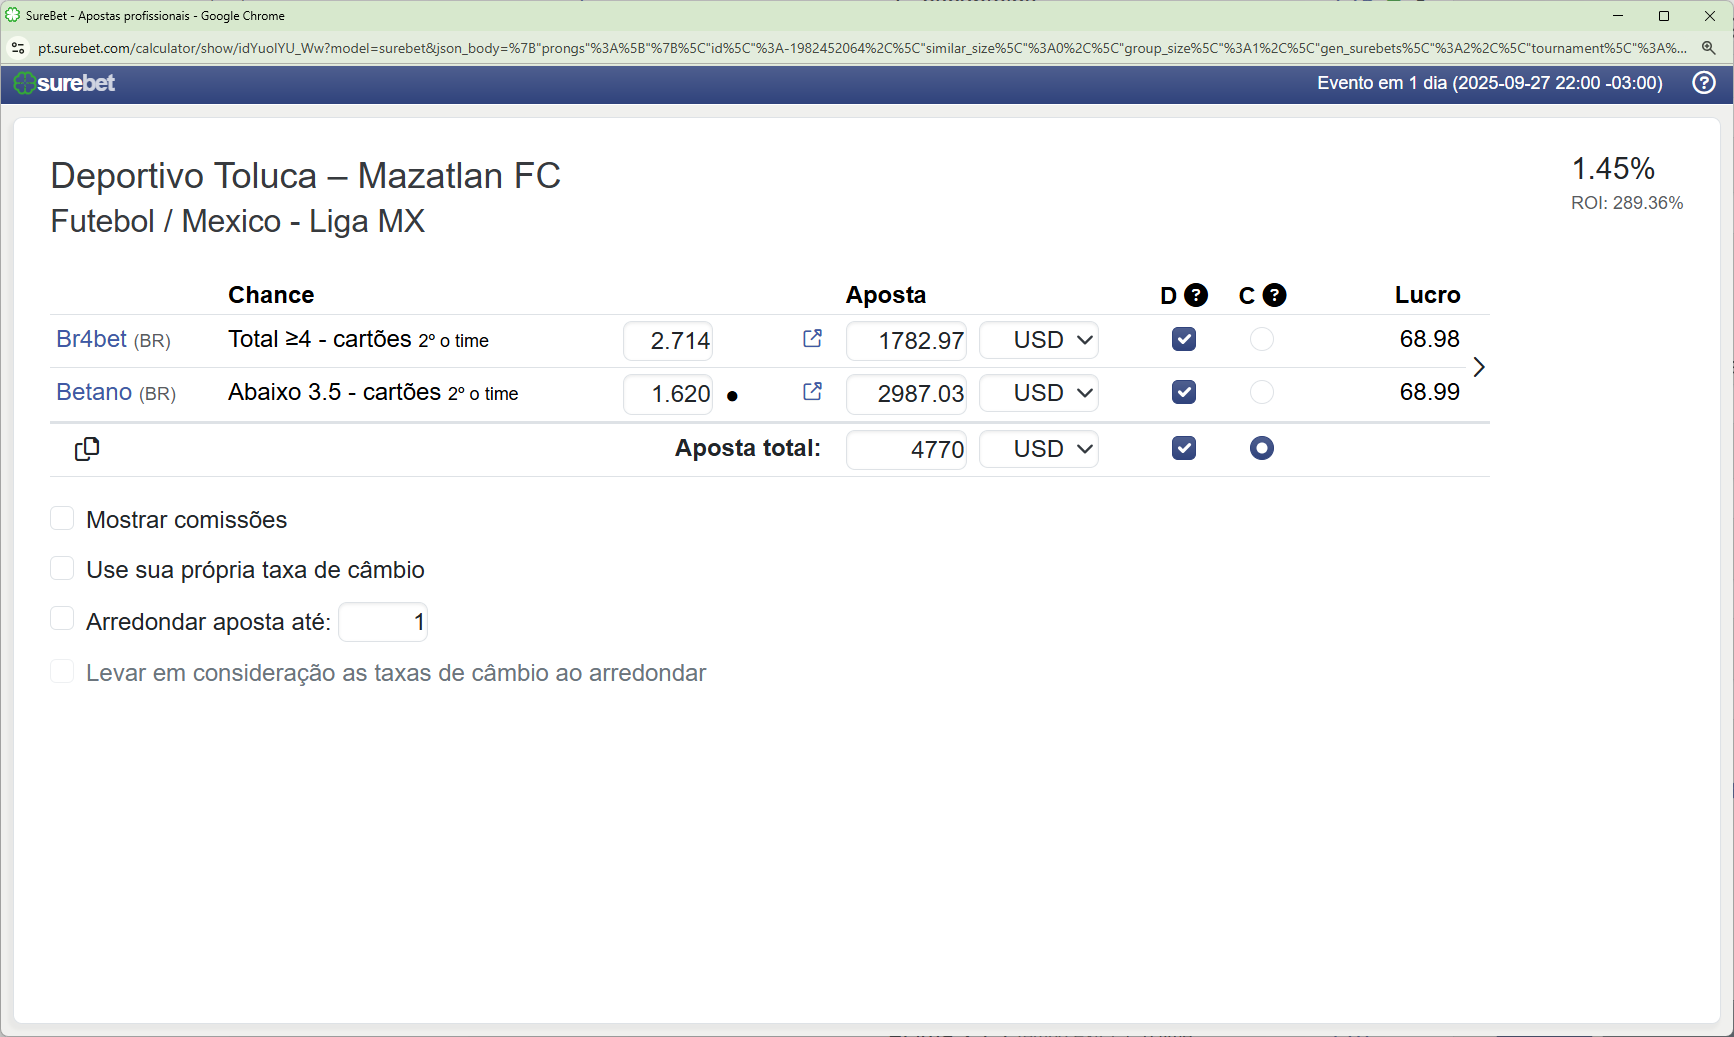 SureBet - Apostas profissionais - Google Chrome
pt.surebet.com/calculator/show/idYuoIYU_Ww?model=surebet&json_body=%7B"prongs"%3A%5B"%7B%5C"id%5C"%3A-1982452064%2C%5C"similar_size%5C"%3A0%2C%5C"group_size%5C"%3A1%2C%5C"gen_surebets%5C"%3A2%2C%5C"tournament%5C"%3A%...
surebet
Evento em 1 dia (2025-09-27 22:00 -03:00)
Deportivo Toluca – Mazatlan FC
1.45%
Futebol / Mexico - Liga MX
ROI: 289.36%
Chance Aposta D C Lucro
Br4bet (BR) Total ≥4 - cartões 2º o time 2.714 1782.97 USD 68.98
Betano (BR) Abaixo 3.5 - cartões 2º o time 1.620 2987.03 USD 68.99
Aposta total: 4770 USD
Mostrar comissões
Use sua própria taxa de câmbio
Arredondar aposta até: 1
Levar em consideração as taxas de câmbio ao arredondar